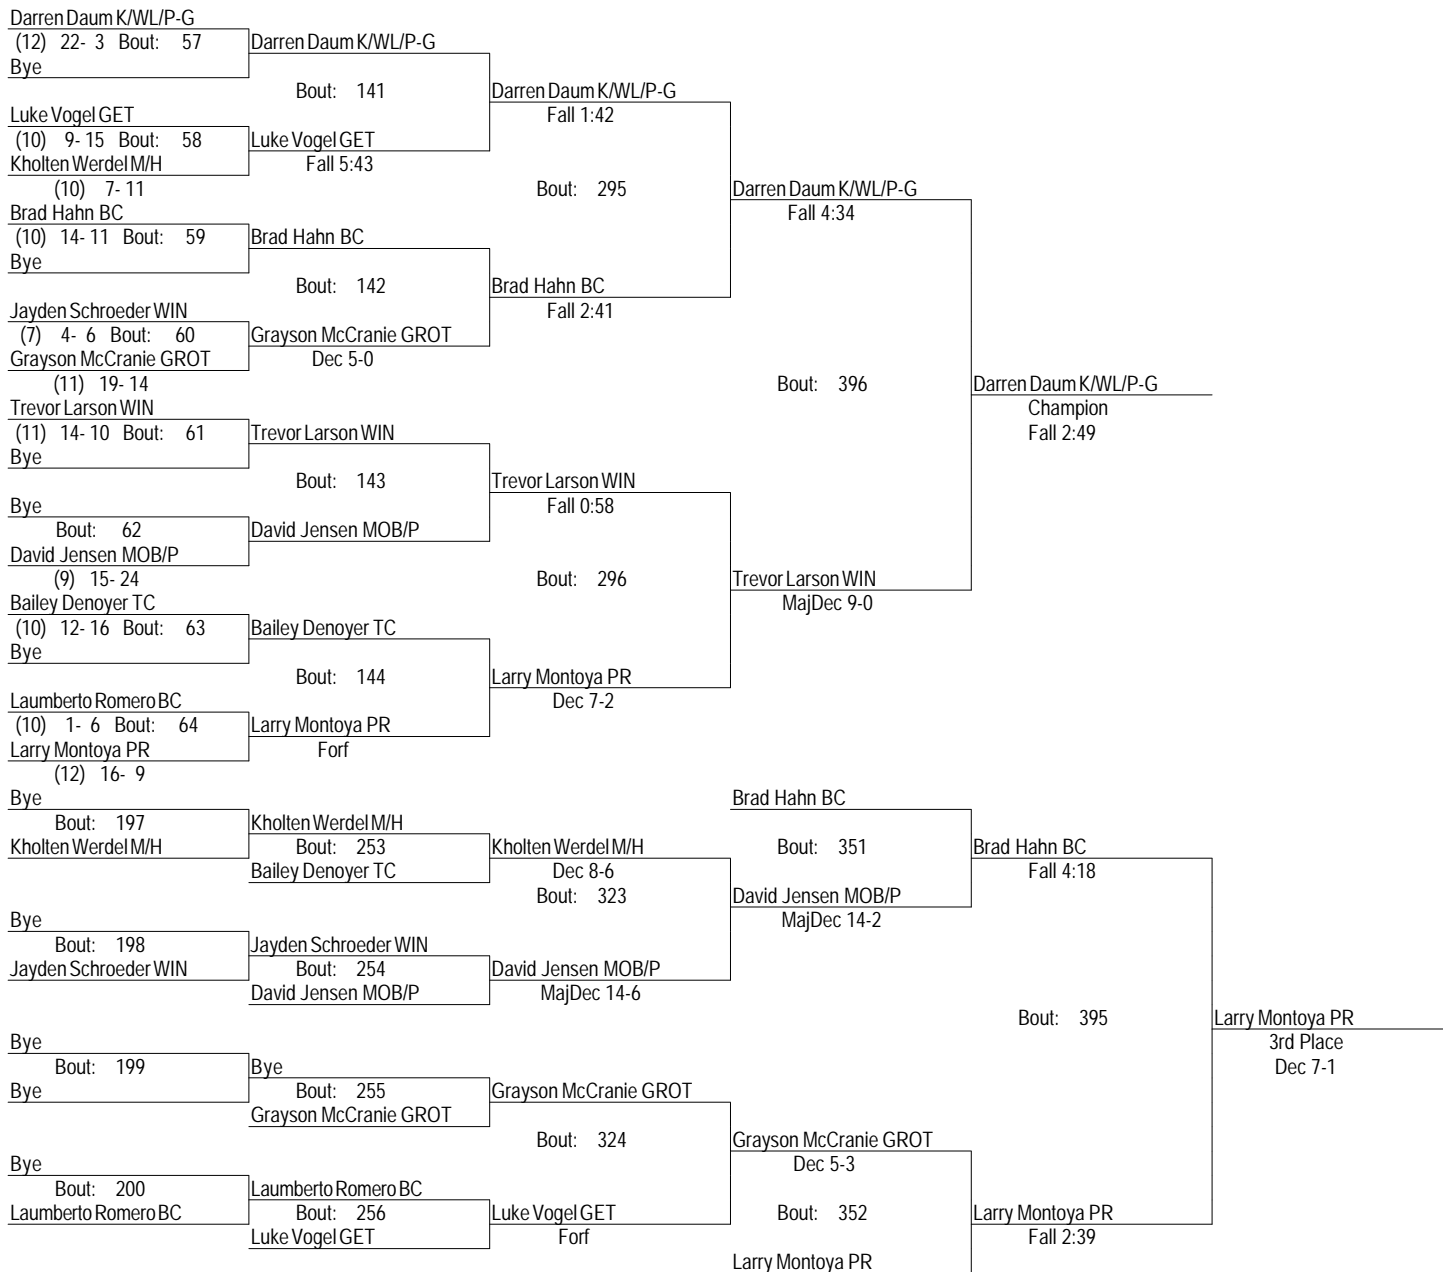 Darren Daum K/WL/P-G
(12) 22- 3 Bout: 57
Bye
Darren Daum K/WL/P-G
Bout: 141
Luke Vogel GET
(10) 9- 15 Bout: 58
Kholten Werdel M/H
(10) 7- 11
Luke Vogel GET
Fall 5:43
Darren Daum K/WL/P-G
Fall 1:42
Bout: 295
Brad Hahn BC
(10) 14- 11 Bout: 59
Bye
Brad Hahn BC
Bout: 142
Jayden Schroeder WIN
(7) 4- 6 Bout: 60
Grayson McCranie GROT
(11) 19- 14
Grayson McCranie GROT
Dec 5-0
Brad Hahn BC
Fall 2:41
Darren Daum K/WL/P-G
Fall 4:34
Bout: 396
Darren Daum K/WL/P-G
Champion
Fall 2:49
Trevor Larson WIN
(11) 14- 10 Bout: 61
Bye
Trevor Larson WIN
Bout: 143
Bye
Bout: 62
David Jensen MOB/P
(9) 15- 24
David Jensen MOB/P
Trevor Larson WIN
Fall 0:58
Bout: 296
Bailey Denoyer TC
(10) 12- 16 Bout: 63
Bye
Bailey Denoyer TC
Bout: 144
Laumberto Romero BC
(10) 1- 6 Bout: 64
Larry Montoya PR
(12) 16- 9
Larry Montoya PR
Forf
Larry Montoya PR
Dec 7-2
Trevor Larson WIN
MajDec 9-0
Bye
Bout: 197
Kholten Werdel M/H
Kholten Werdel M/H
Bout: 253
Bailey Denoyer TC
Kholten Werdel M/H
Dec 8-6
Bout: 323
Bye
Bout: 198
Jayden Schroeder WIN
Jayden Schroeder WIN
Bout: 254
David Jensen MOB/P
David Jensen MOB/P
MajDec 14-6
Brad Hahn BC
Bout: 351
David Jensen MOB/P
MajDec 14-2
Brad Hahn BC
Fall 4:18
Bout: 395
Larry Montoya PR
3rd Place
Dec 7-1
Bye
Bout: 199
Bye
Bye
Bout: 255
Grayson McCranie GROT
Grayson McCranie GROT
Bout: 324
Bye
Bout: 200
Laumberto Romero BC
Laumberto Romero BC
Bout: 256
Luke Vogel GET
Luke Vogel GET
Forf
Grayson McCranie GROT
Dec 5-3
Bout: 352
Larry Montoya PR
Larry Montoya PR
Fall 2:39